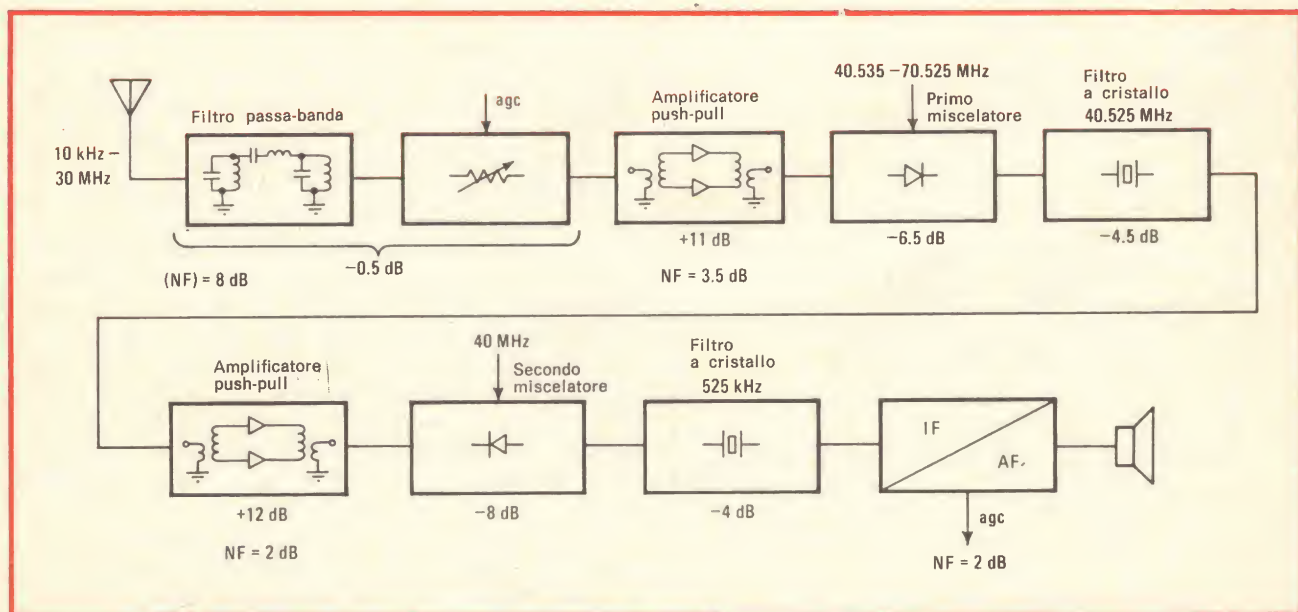 10 kHz –
30 MHz
Filtro passa-banda
agc
–0.5 dB
(NF) = 8 dB
Amplificatore
push-pull
+11 dB
NF = 3.5 dB
40.535 –70.525 MHz
Primo
miscelatore
–6.5 dB
Filtro
a cristallo
40.525 MHz
–4.5 dB
Amplificatore
push-pull
+12 dB
NF = 2 dB
40 MHz
Secondo
miscelatore
–8 dB
Filtro
a cristallo
525 kHz
–4 dB
IF
AF
agc
NF = 2 dB